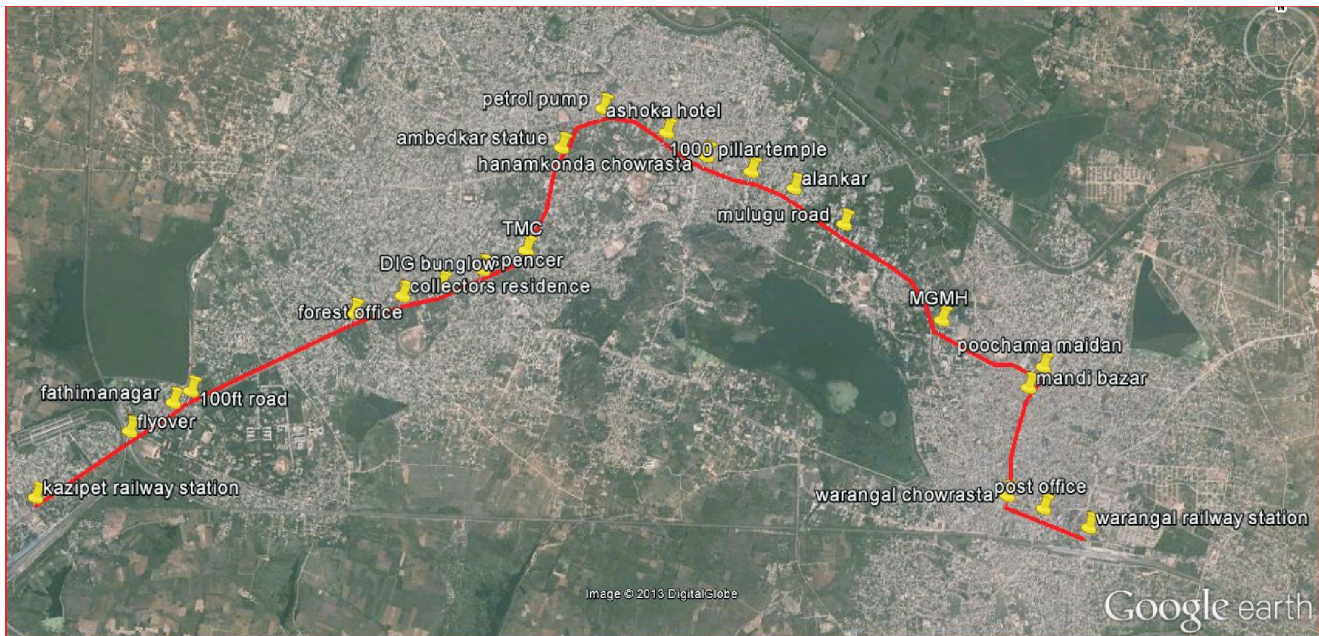 N
petrol pump
ashoka hotel
ambedkar statue
1000 pillar temple
hanamkonda chowrasta
alankar
mulugu road
TMC
DIG bunglow
spencer
collectors residence
forest office
MGMH
poochama maidan
mandi bazar
fathimanagar
100ft road
flyover
kazipet railway station
warangal chowrasta
post office
warangal railway station
Image © 2013 DigitalGlobe
Google earth